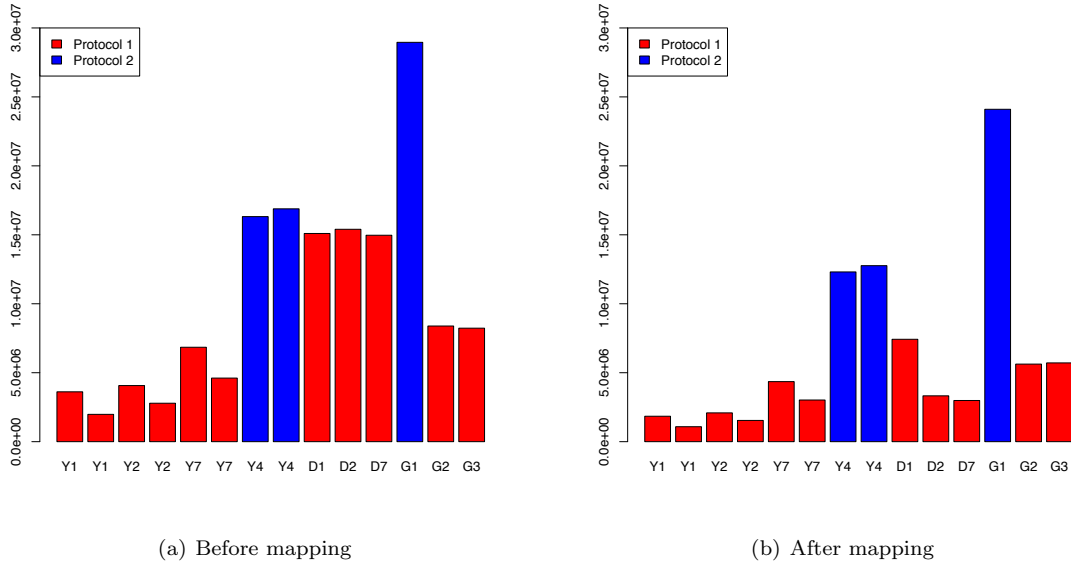 3.0e+07
2.5e+07
2.0e+07
1.5e+07
1.0e+07
5.0e+06
0.0e+00
Protocol 1
Protocol 2
Y1 Y1 Y2 Y2 Y7 Y7 Y4 Y4 D1 D2 D7 G1 G2 G3
(a) Before mapping
3.0e+07
2.5e+07
2.0e+07
1.5e+07
1.0e+07
5.0e+06
0.0e+00
Protocol 1
Protocol 2
Y1 Y1 Y2 Y2 Y7 Y7 Y4 Y4 D1 D2 D7 G1 G2 G3
(b) After mapping